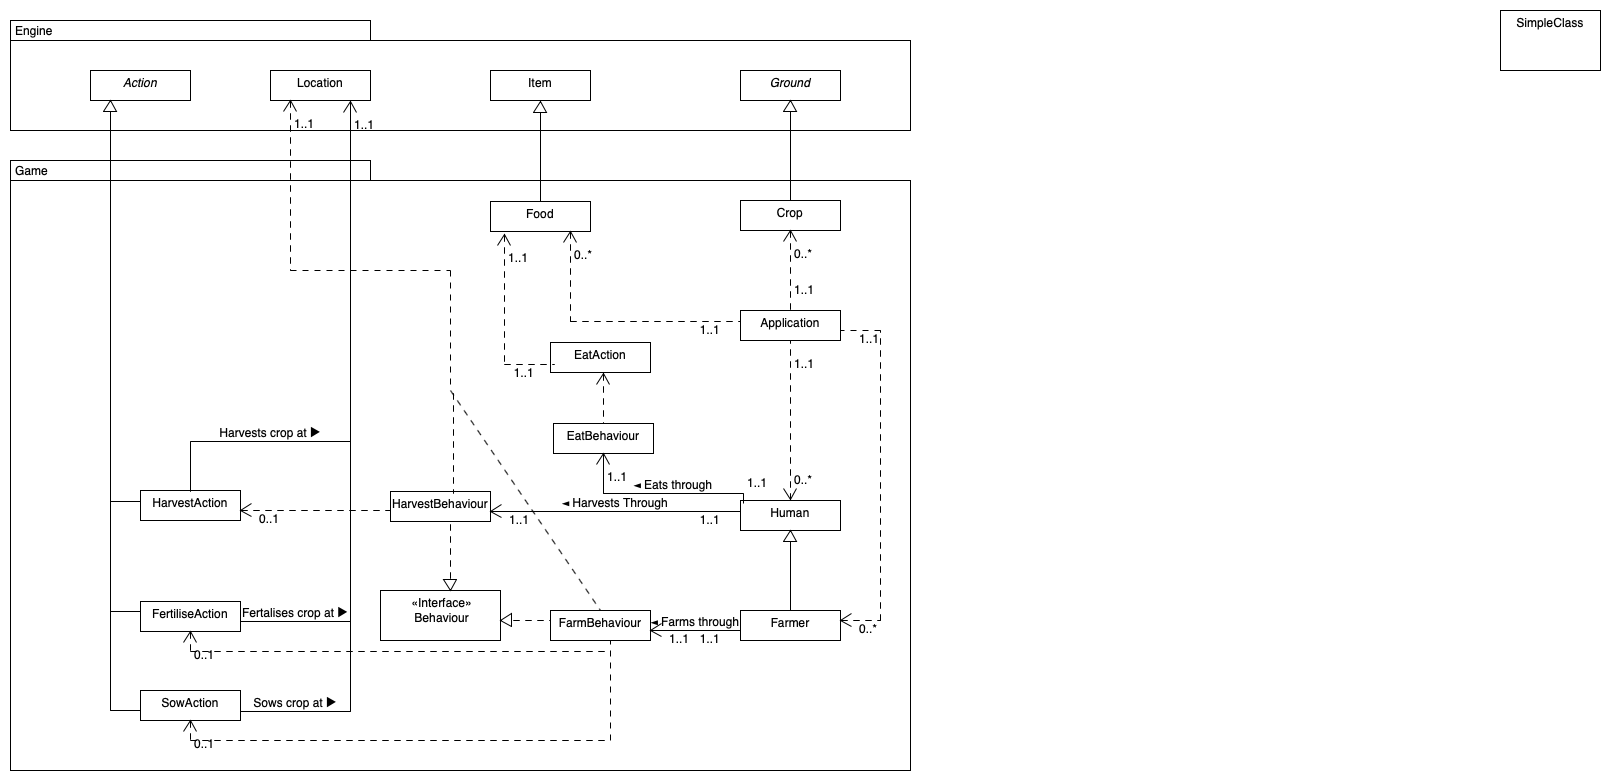 SimpleClass
Engine
Action
Location
Item
Ground
1..1
1..1
Game
Food
Crop
1..1
0..*
0..*
1..1
Application
1..1
1..1
EatAction
1..1
1..1
EatBehaviour
Harvests crop at ▶
1..1
◄ Eats through
1..1
0..*
HarvestAction
HarvestBehaviour
◄ Harvests Through
Human
0..1
1..1
1..1
«Interface»
Behaviour
FertiliseAction
Fertalises crop at ▶
FarmBehaviour
◄ Farms through
Farmer
0..*
1..1
1..1
0..1
SowAction
Sows crop at ▶
0..1